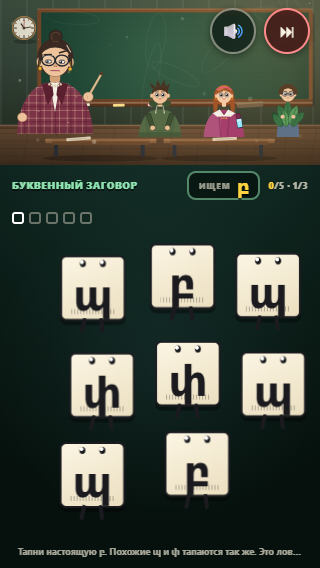 БУКВЕННЫЙ ЗАГОВОР
ИЩЕМ բ
0/5 · 1/3
պ բ պ
փ փ պ
պ բ
Тапни настоящую բ. Похожие պ и փ тапаются так же. Это лов...